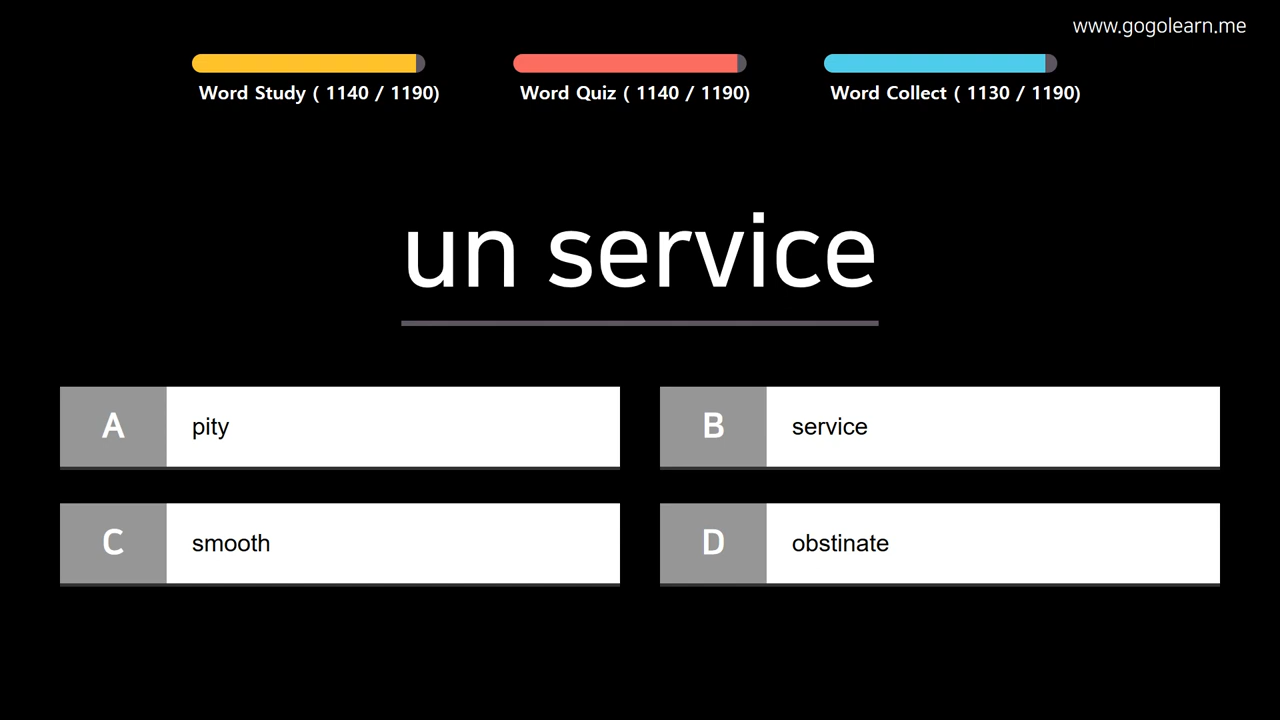 www.gogolearn.me
Word Study ( 1140 / 1190)
Word Quiz ( 1140 / 1190)
Word Collect ( 1130 / 1190)
un service
A pity
B service
C smooth
D obstinate